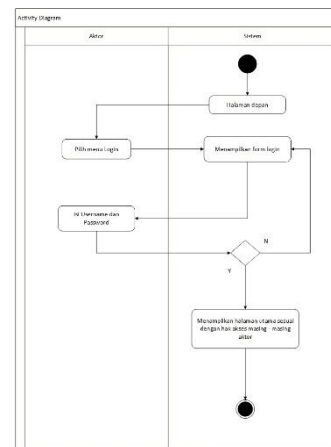 Activity Diagram
Aktor
Sistem
Halaman depan
Pilih menu Login
Menampilkan form login
Isi Username dan
Password
N
Y
Menampilkan halaman utama sesuai
dengan hak akses masing - masing
aktor